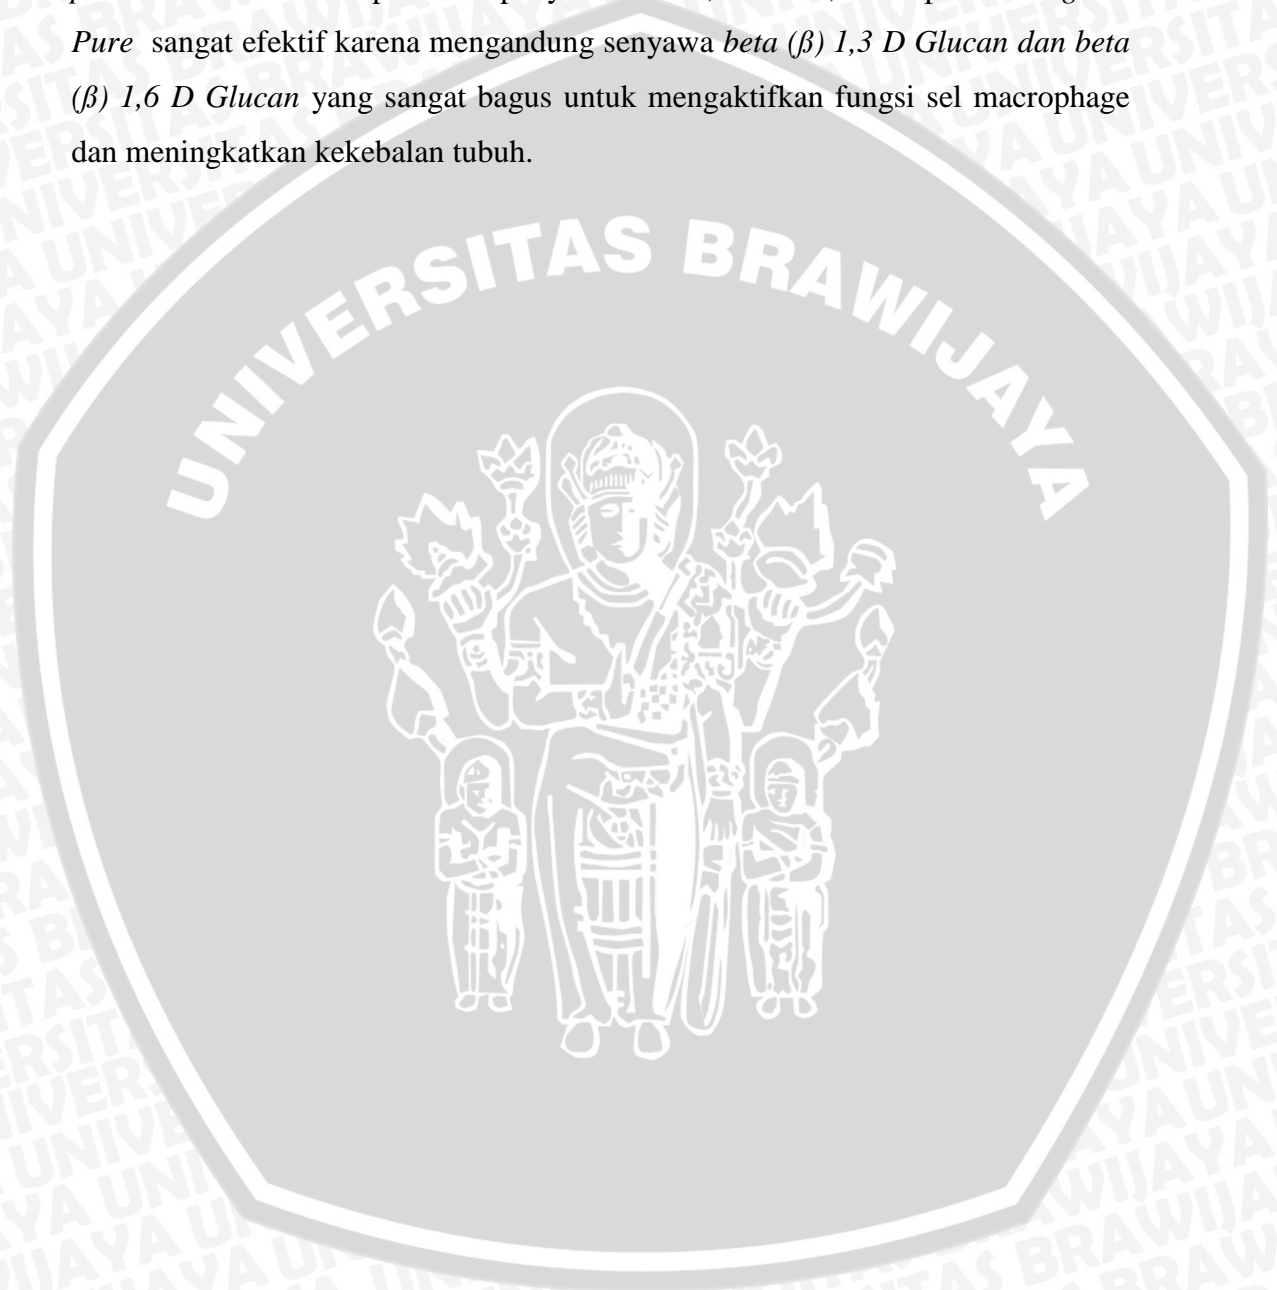 Pure sangat efektif karena mengandung senyawa beta (β) 1,3 D Glucan dan beta
(β) 1,6 D Glucan yang sangat bagus untuk mengaktifkan fungsi sel macrophage
dan meningkatkan kekebalan tubuh.
UNIVERSITAS BRAWIJAYA